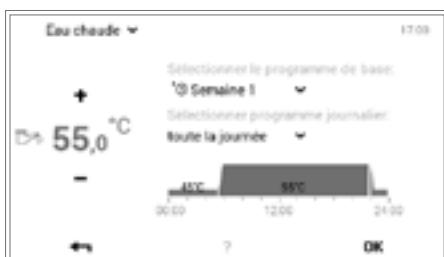 Eau chaude
17:03
Sélectionner le programme de base:
Semaine 1
Sélectionner programme journalier:
toute la journée
+
55,0 °C
−
45°C 55°C
00:00 12:00 24:00
? OK